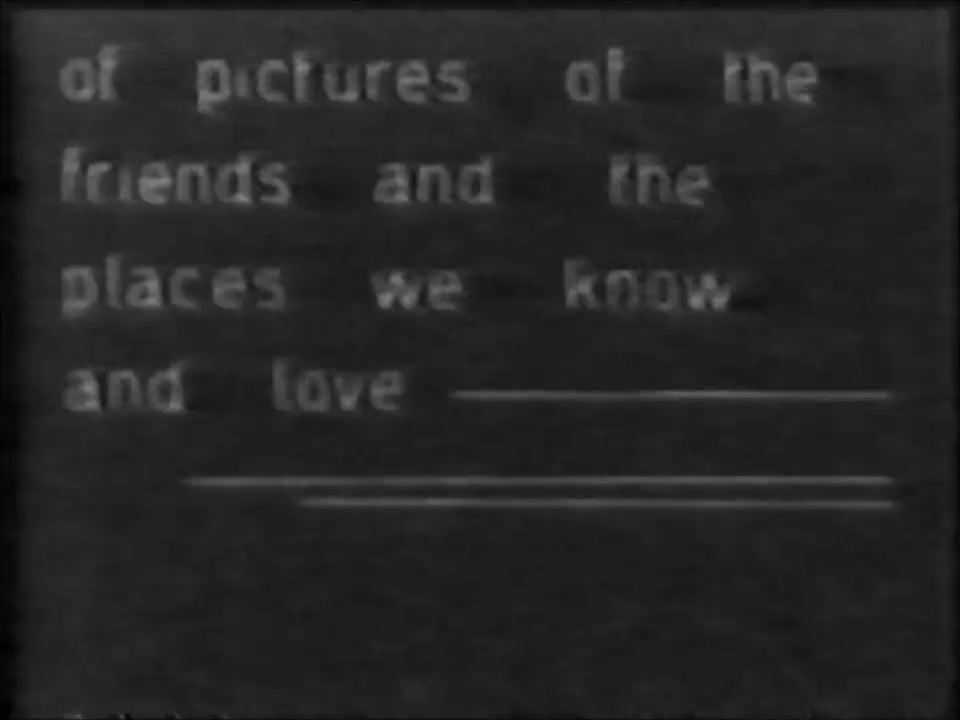 of pictures of the
friends and the
places we know
and love